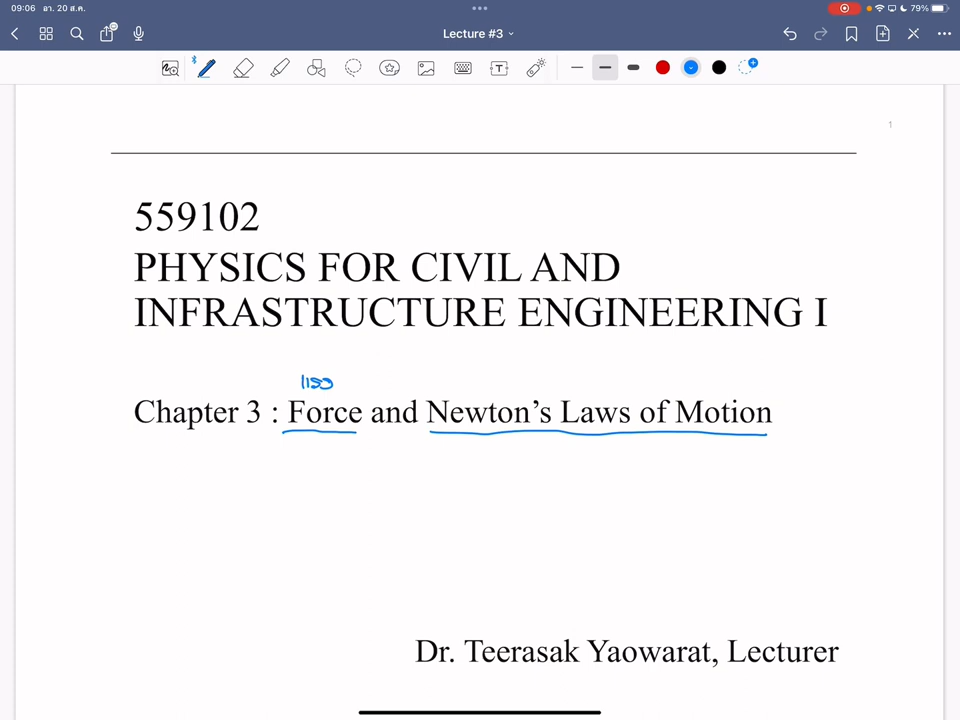 09:06 อา. 20 ส.ค.
79%
Lecture #3
1
559102
PHYSICS FOR CIVIL AND
INFRASTRUCTURE ENGINEERING I
แรง
Chapter 3 : Force and Newton's Laws of Motion
Dr. Teerasak Yaowarat, Lecturer